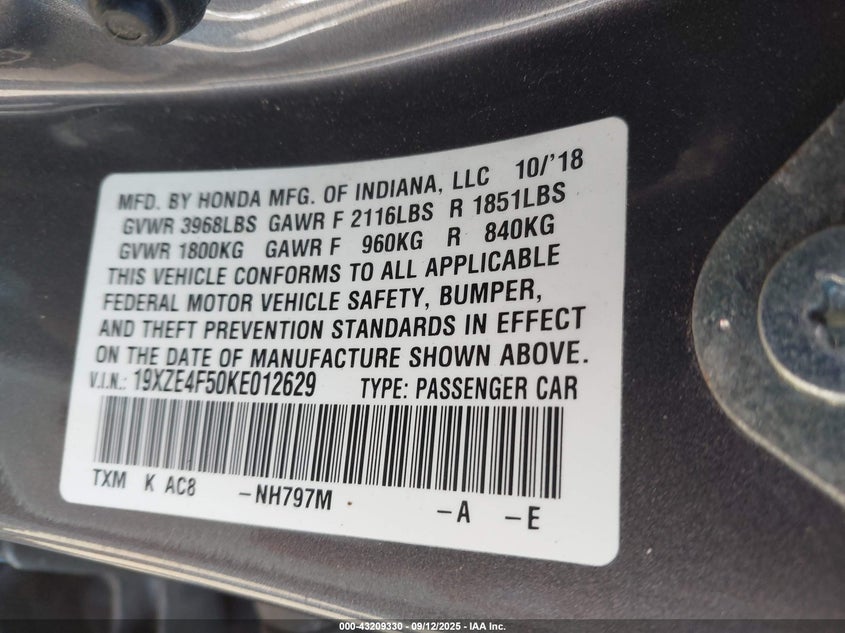 MFD. BY HONDA MFG. OF INDIANA, LLC 10/'18
GVWR 3968LBS GAWR F 2116LBS R 1851LBS
GVWR 1800KG GAWR F 960KG R 840KG
THIS VEHICLE CONFORMS TO ALL APPLICABLE
FEDERAL MOTOR VEHICLE SAFETY, BUMPER,
AND THEFT PREVENTION STANDARDS IN EFFECT
ON THE DATE OF MANUFACTURE SHOWN ABOVE.
V.I.N.: 19XZE4F50KE012629 TYPE: PASSENGER CAR
TXM K AC8 -NH797M -A -E
000-43209330 - 09/12/2025 - IAA Inc.